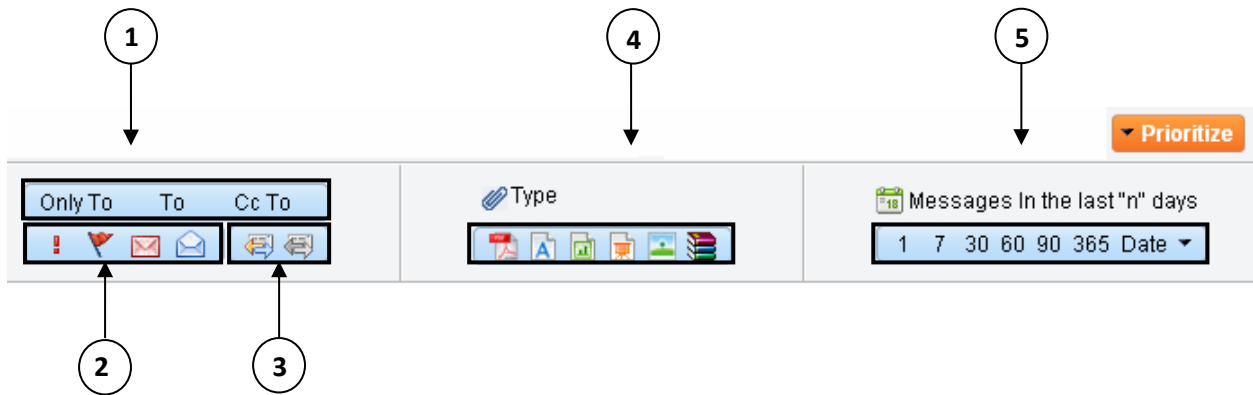 1
4
5
Prioritize
Only To To Cc To
Type
18
Messages In the last "n" days
A
1 7 30 60 90 365 Date
2
3